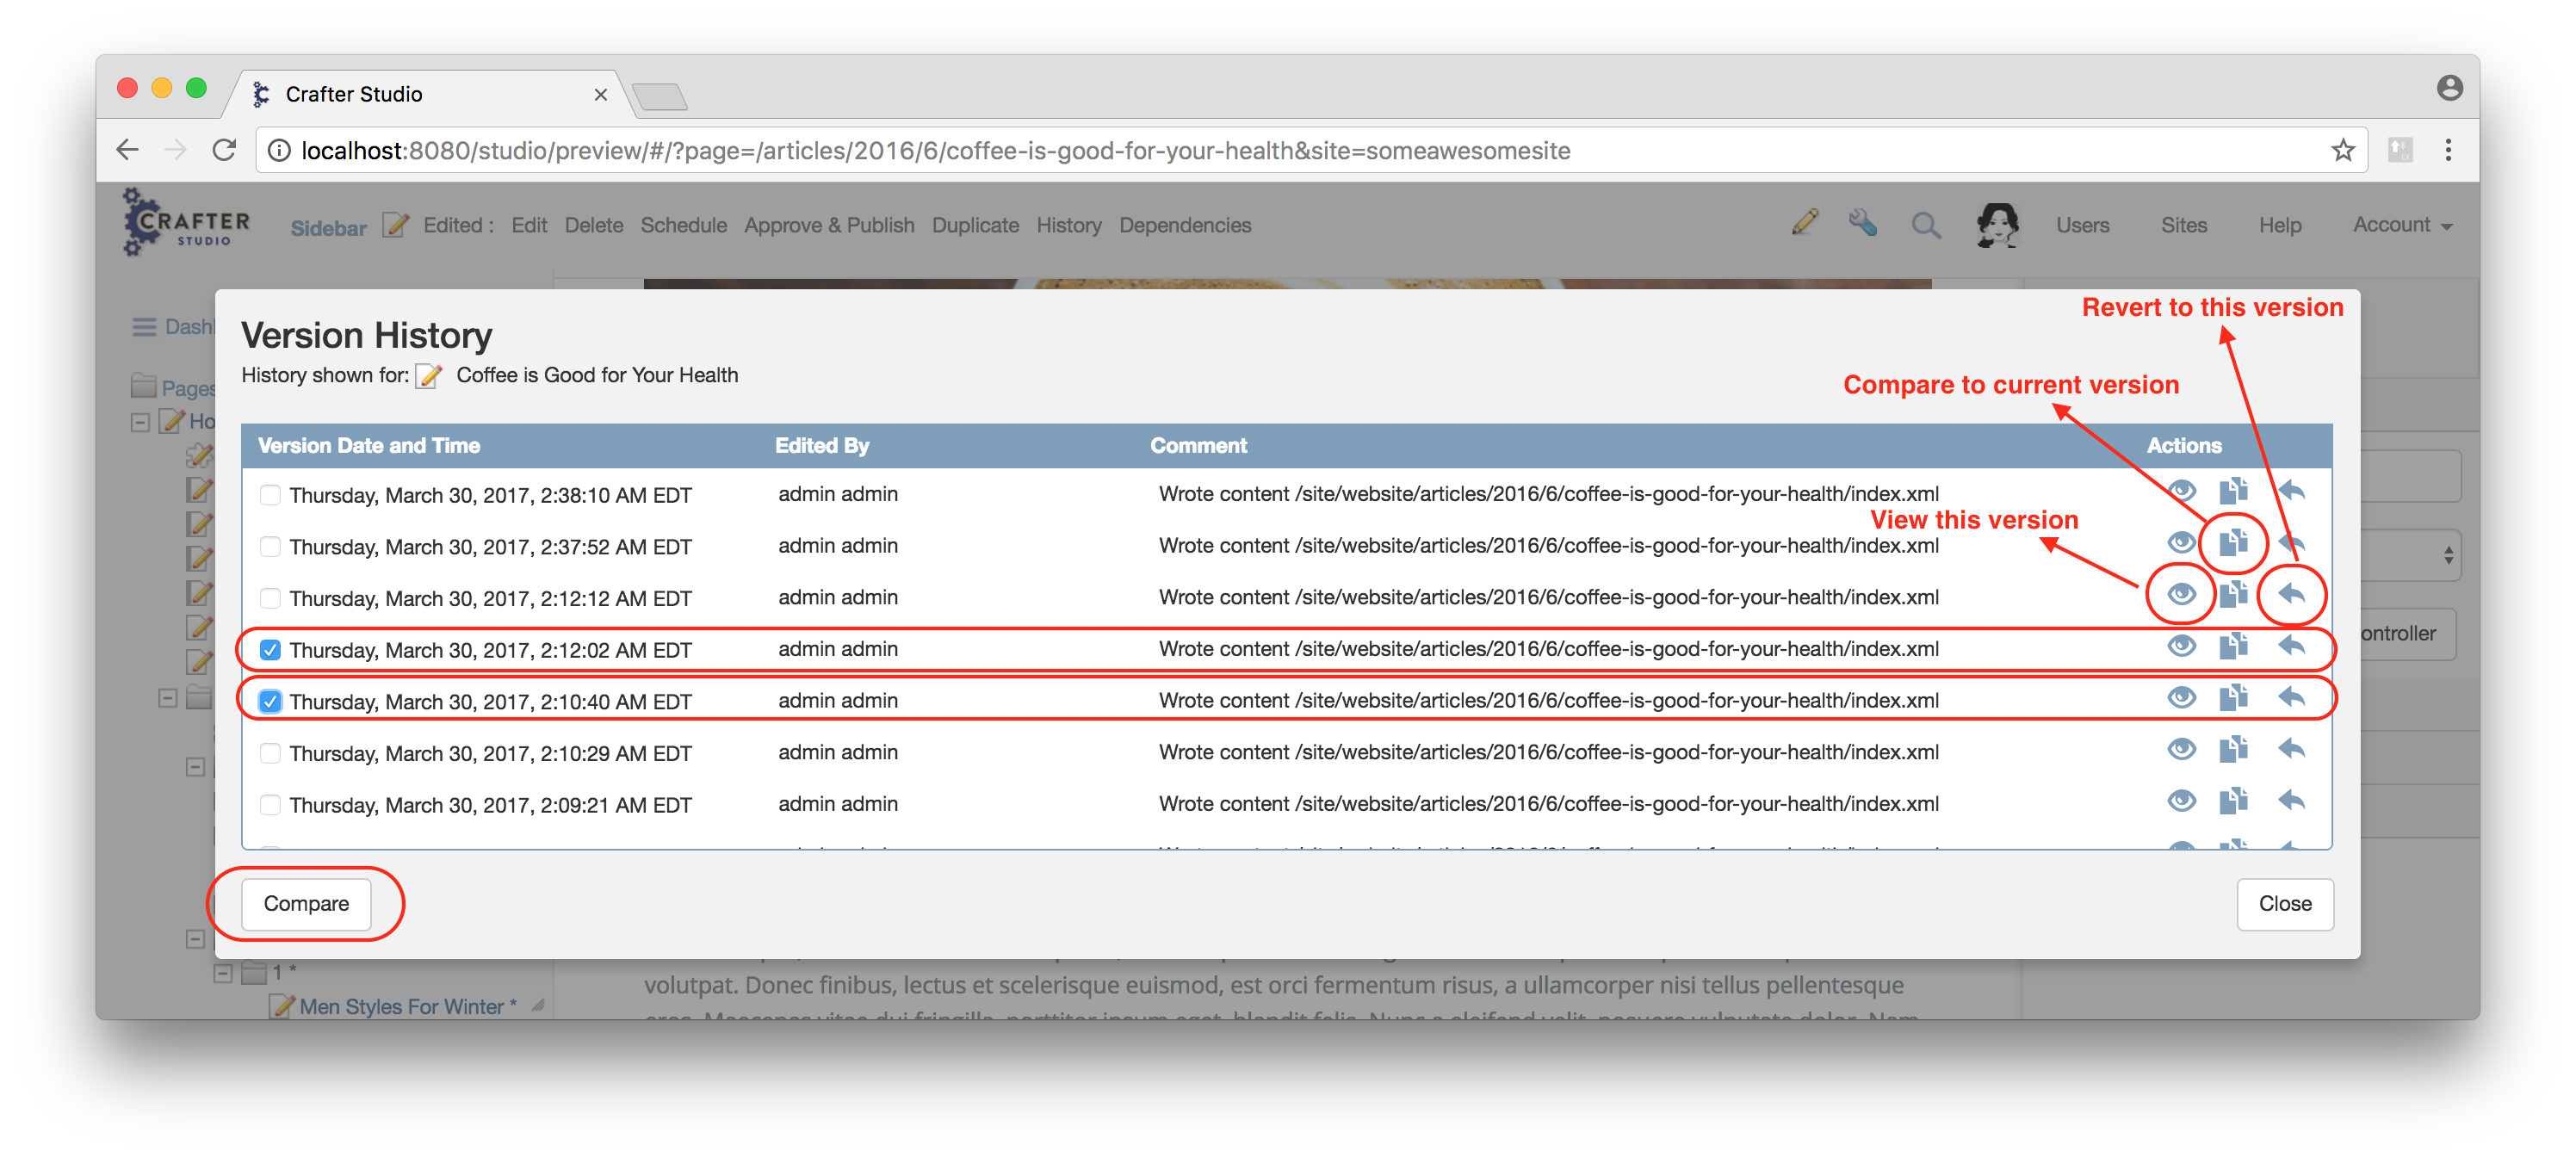 Crafter Studio
localhost:8080/studio/preview/#/?page=/articles/2016/6/coffee-is-good-for-your-health&site=someawesomesite
CRAFTER
STUDIO
Sidebar Edited : Edit Delete Schedule Approve & Publish Duplicate History Dependencies
Users Sites Help Account
Revert to this version
Version History
History shown for: Coffee is Good for Your Health
Compare to current version
Pages
Version Date and Time Edited By Comment Actions
Thursday, March 30, 2017, 2:38:10 AM EDT admin admin Wrote content /site/website/articles/2016/6/coffee-is-good-for-your-health/index.xml
View this version
Thursday, March 30, 2017, 2:37:52 AM EDT admin admin Wrote content /site/website/articles/2016/6/coffee-is-good-for-your-health/index.xml
Thursday, March 30, 2017, 2:12:12 AM EDT admin admin Wrote content /site/website/articles/2016/6/coffee-is-good-for-your-health/index.xml
Thursday, March 30, 2017, 2:12:02 AM EDT admin admin Wrote content /site/website/articles/2016/6/coffee-is-good-for-your-health/index.xml
Thursday, March 30, 2017, 2:10:40 AM EDT admin admin Wrote content /site/website/articles/2016/6/coffee-is-good-for-your-health/index.xml
Thursday, March 30, 2017, 2:10:29 AM EDT admin admin Wrote content /site/website/articles/2016/6/coffee-is-good-for-your-health/index.xml
Thursday, March 30, 2017, 2:09:21 AM EDT admin admin Wrote content /site/website/articles/2016/6/coffee-is-good-for-your-health/index.xml
ontroller
Compare
Close
1 *
volutpat. Donec finibus, lectus et scelerisque euismod, est orci fermentum risus, a ullamcorper nisi tellus pellentesque
Men Styles For Winter *